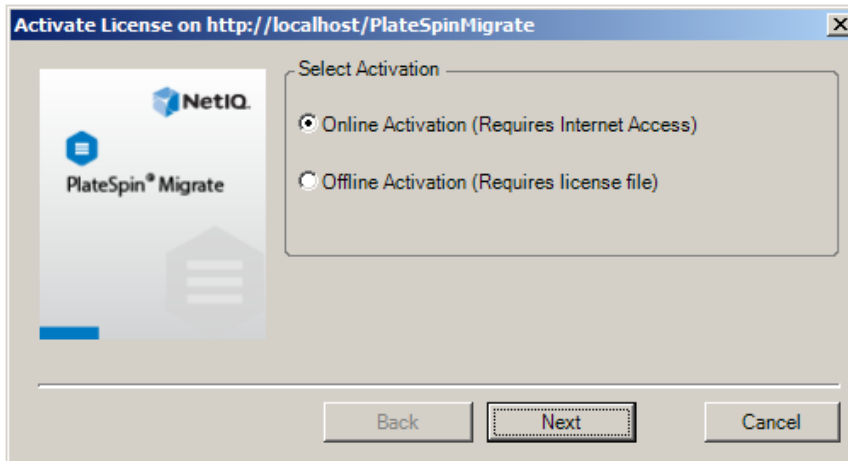 Activate License on http://localhost/PlateSpinMigrate
NetIQ.
PlateSpin® Migrate
Select Activation
Online Activation (Requires Internet Access)
Offline Activation (Requires license file)
Back
Next
Cancel